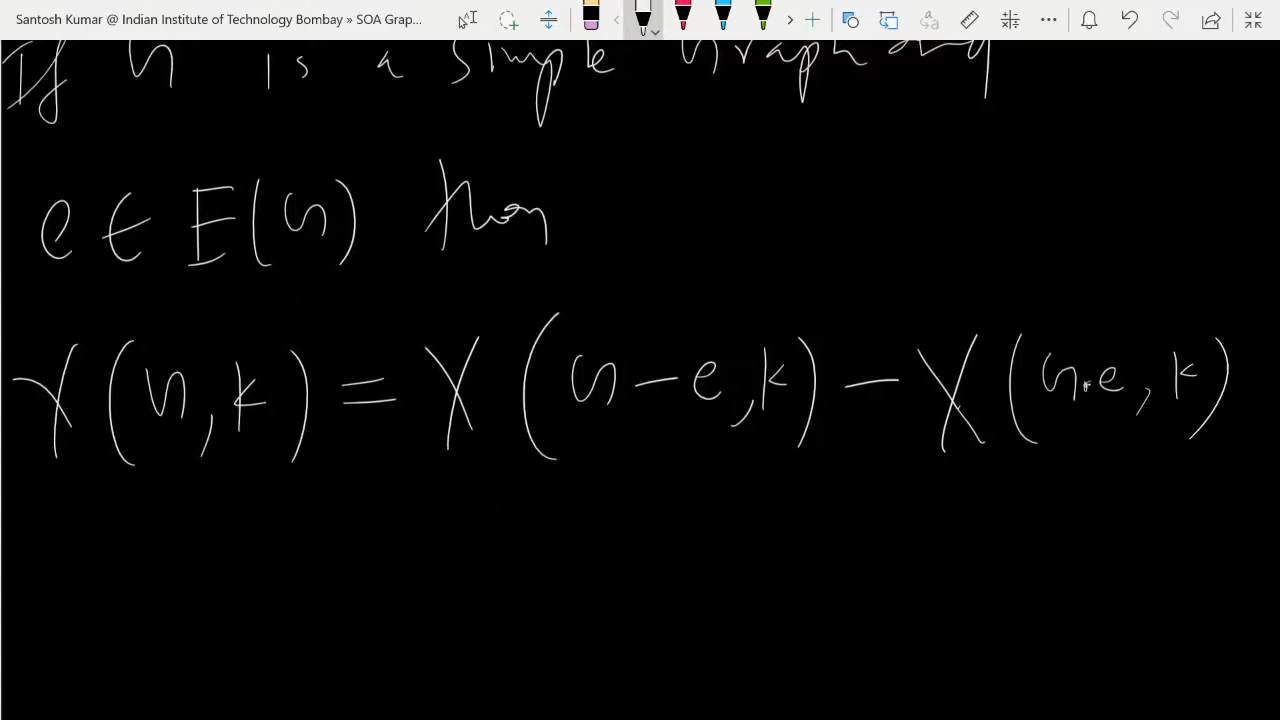 Santosh Kumar @ Indian Institute of Technology Bombay » SOA Grap...
If G is a simple Graph and
e ∈ E(G) then
χ(G, k) = χ(G − e, k) − χ(G·e, k)